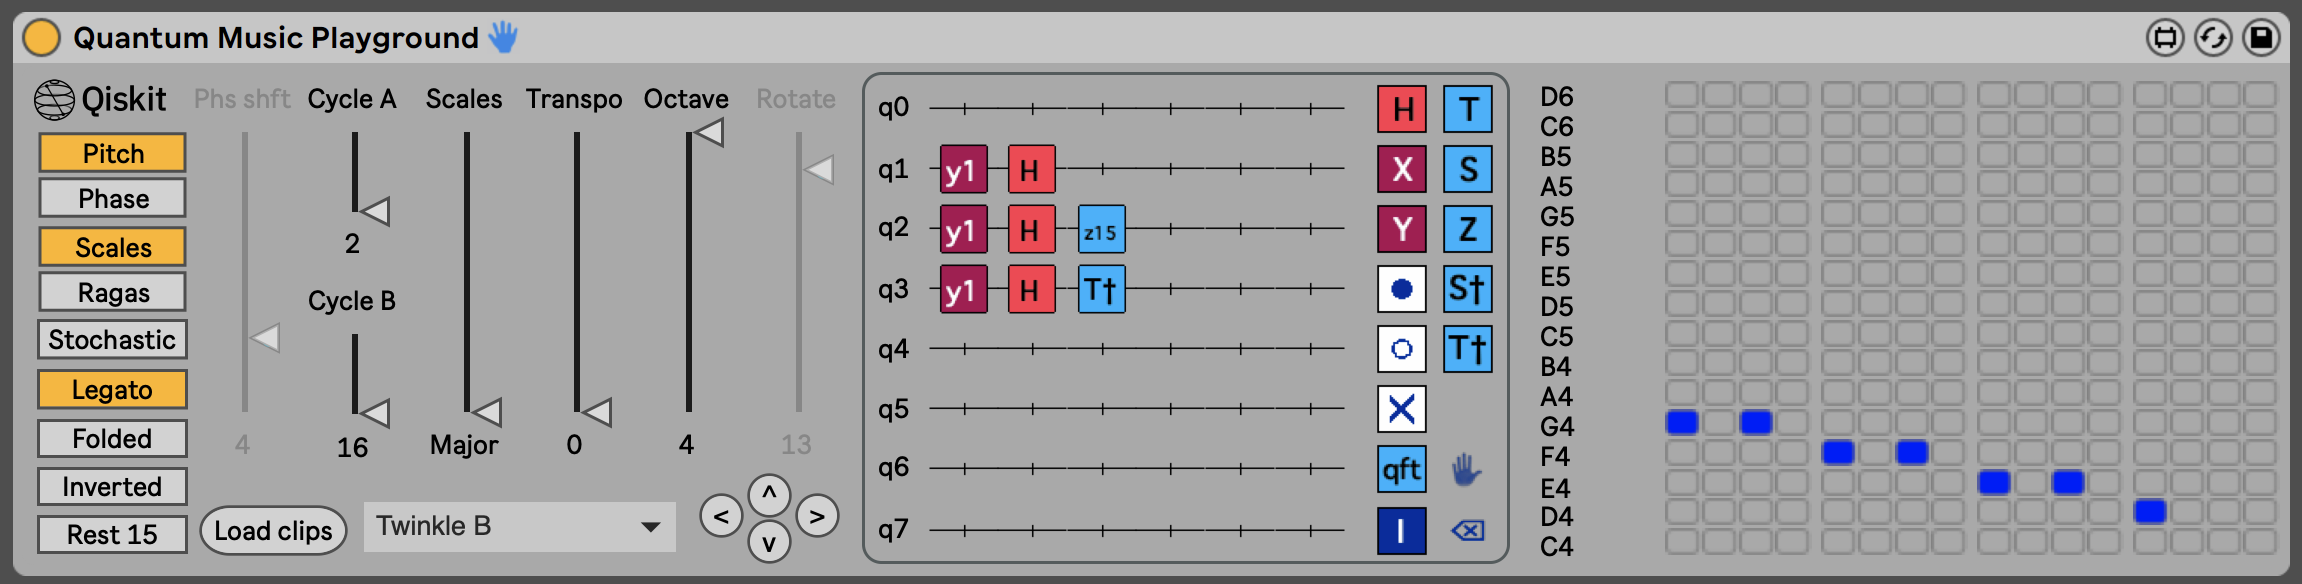 Quantum Music Playground
Qiskit
Phs shft
Cycle A
Scales
Transpo
Octave
Rotate
Pitch
Phase
Scales
Ragas
Stochastic
Legato
Folded
Inverted
Rest 15
2
Cycle B
4
16
Major
0
4
13
Load clips
Twinkle B
<
^
v
>
q0
q1 y1 H
q2 y1 H z15
q3 y1 H T†
q4
q5
q6
q7
H T
X S
Y Z
S†
T†
qft
I
D6
C6
B5
A5
G5
F5
E5
D5
C5
B4
A4
G4
F4
E4
D4
C4